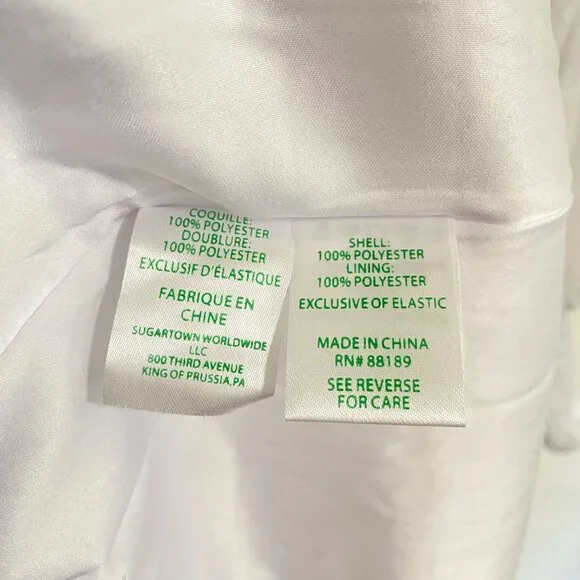 COQUILLE:
100% POLYESTER
DOUBLURE:
100% POLYESTER
EXCLUSIF D'ÉLASTIQUE
FABRIQUE EN
CHINE
SUGARTOWN WORLDWIDE
LLC
800 THIRD AVENUE
KING OF PRUSSIA,PA
SHELL:
100% POLYESTER
LINING:
100% POLYESTER
EXCLUSIVE OF ELASTIC
MADE IN CHINA
RN# 88189
SEE REVERSE
FOR CARE